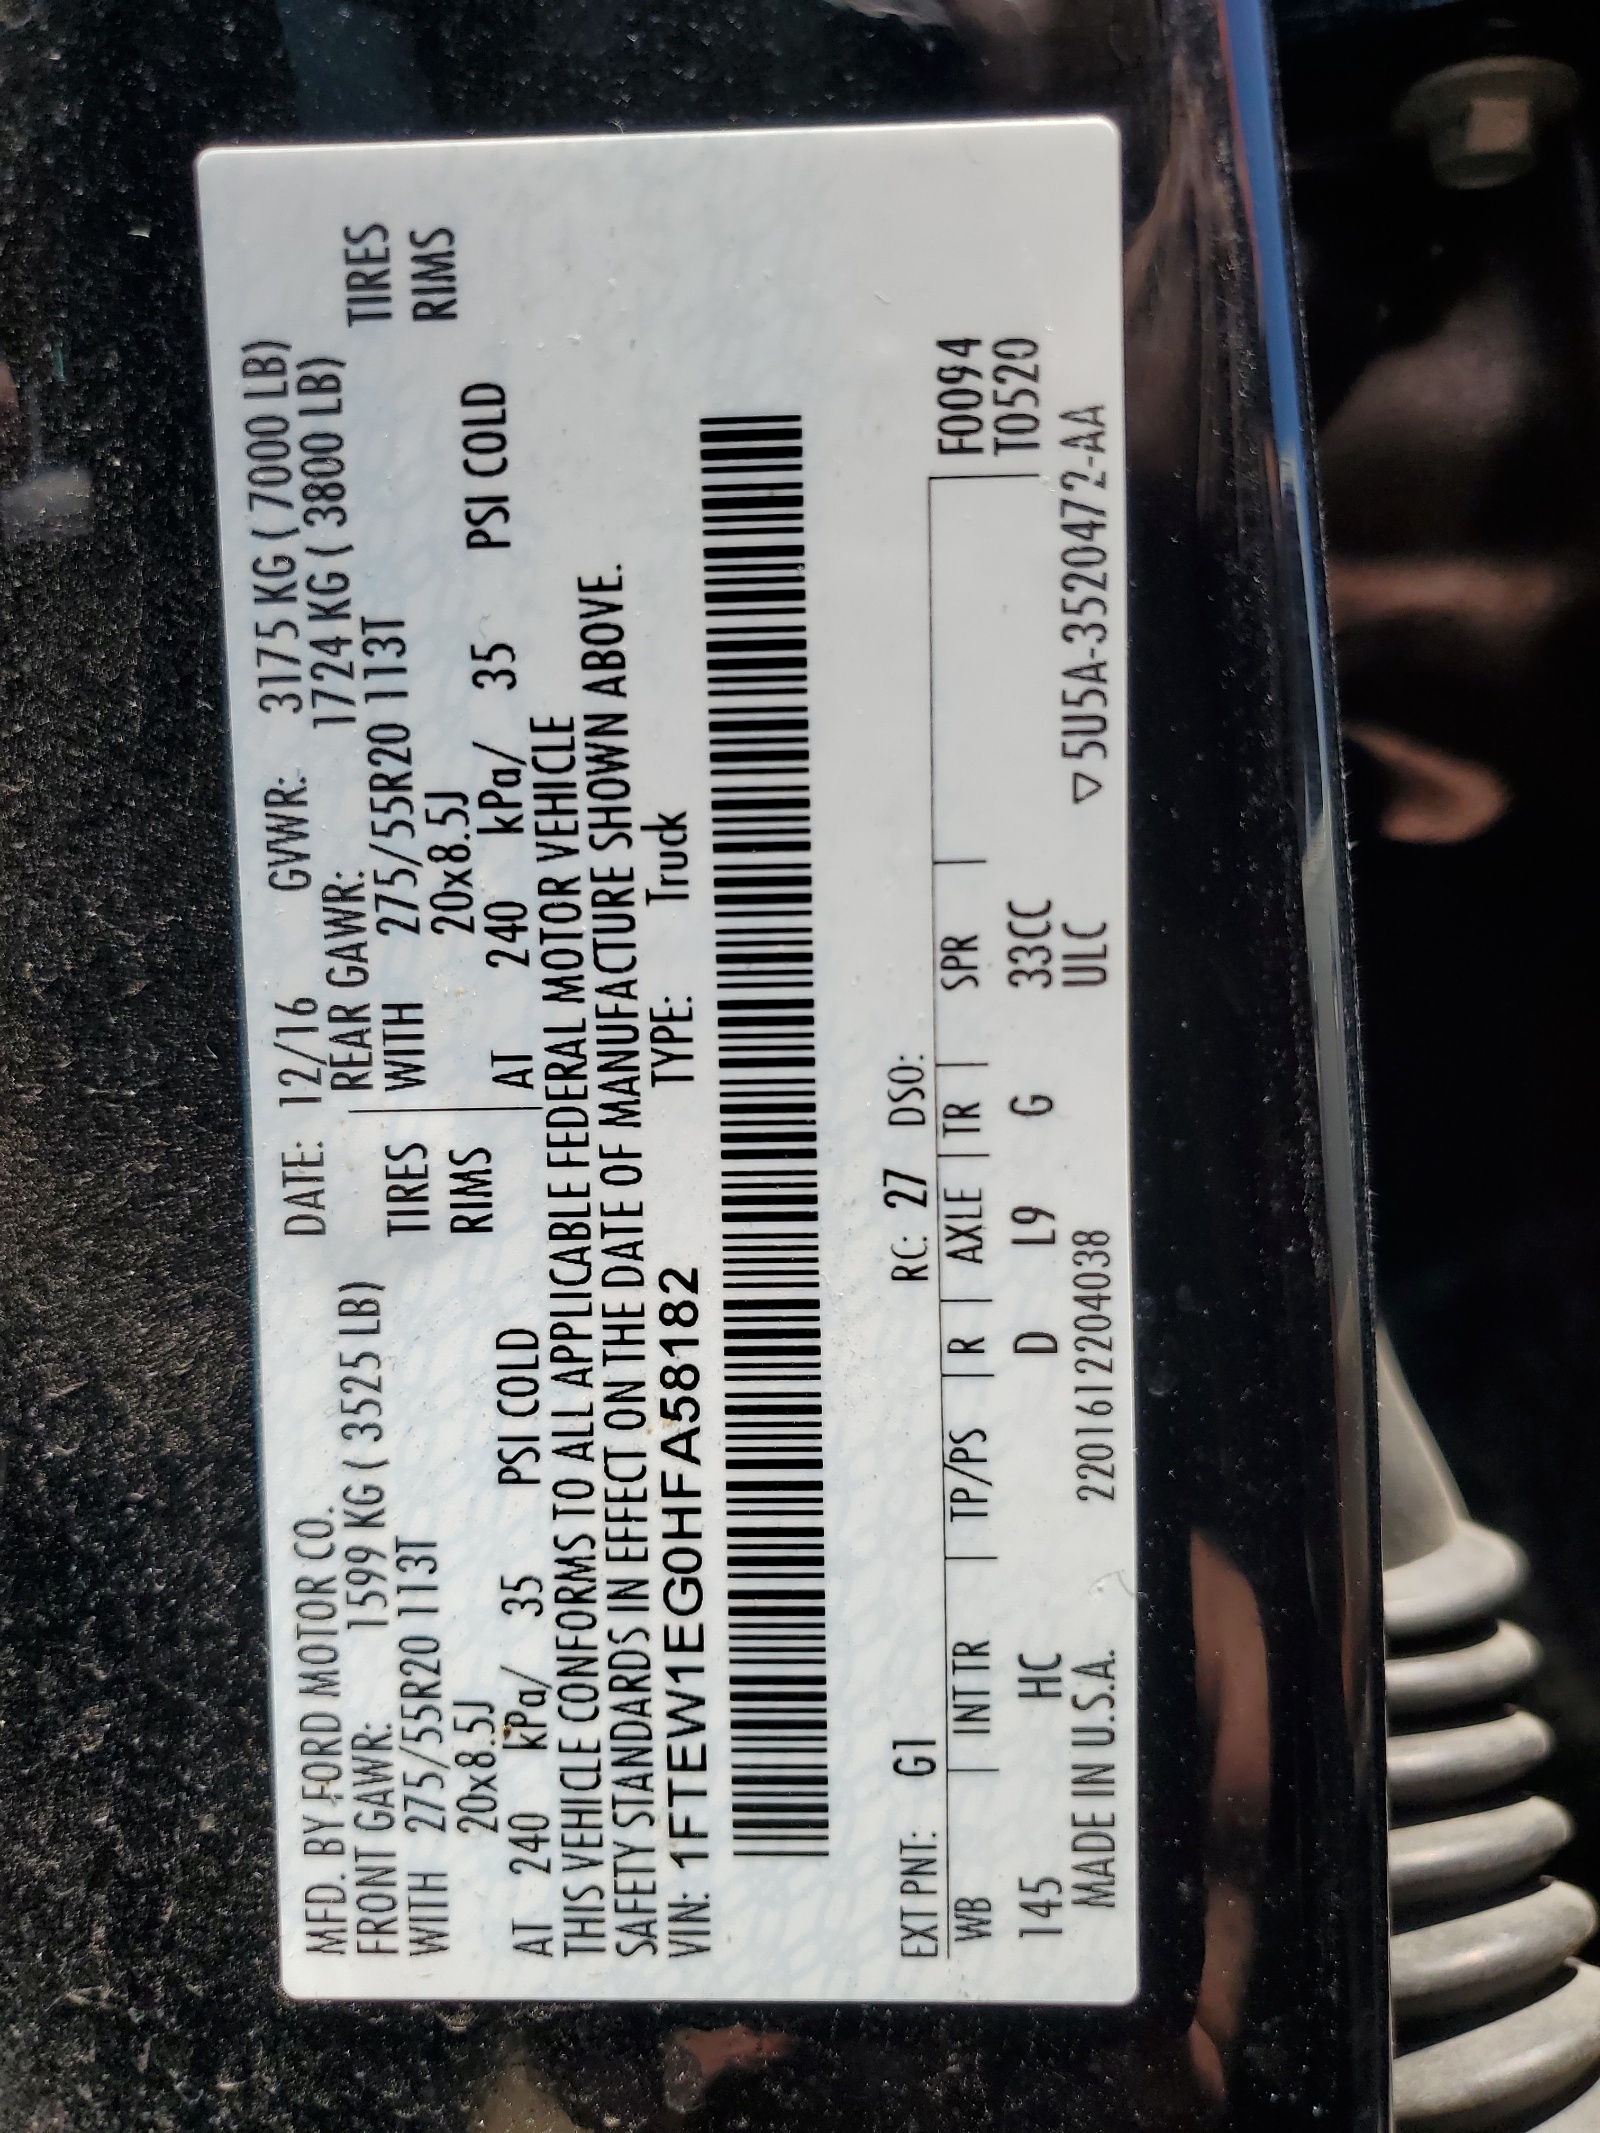 MFD. BY FORD MOTOR CO. DATE: 12/16 GVWR: 3175 KG ( 7000 LB)
FRONT GAWR: 1599 KG ( 3525 LB) REAR GAWR: 1724 KG ( 3800 LB)
WITH 275/55R20 113T TIRES WITH 275/55R20 113T TIRES
20x8.5J RIMS 20x8.5J RIMS
AT 240 kPa/ 35 PSI COLD AT 240 kPa/ 35 PSI COLD
THIS VEHICLE CONFORMS TO ALL APPLICABLE FEDERAL MOTOR VEHICLE
SAFETY STANDARDS IN EFFECT ON THE DATE OF MANUFACTURE SHOWN ABOVE.
VIN: 1FTEW1EG0HFA58182 TYPE: Truck
EXT PNT: G1 RC: 27 DSO:
WB | INT TR | TP/PS | R | AXLE | TR | SPR | F0094
145 HC D L9 G 33CC T0520
MADE IN U.S.A. 220161220403​8 ULC ▽5U5A-3520472-AA